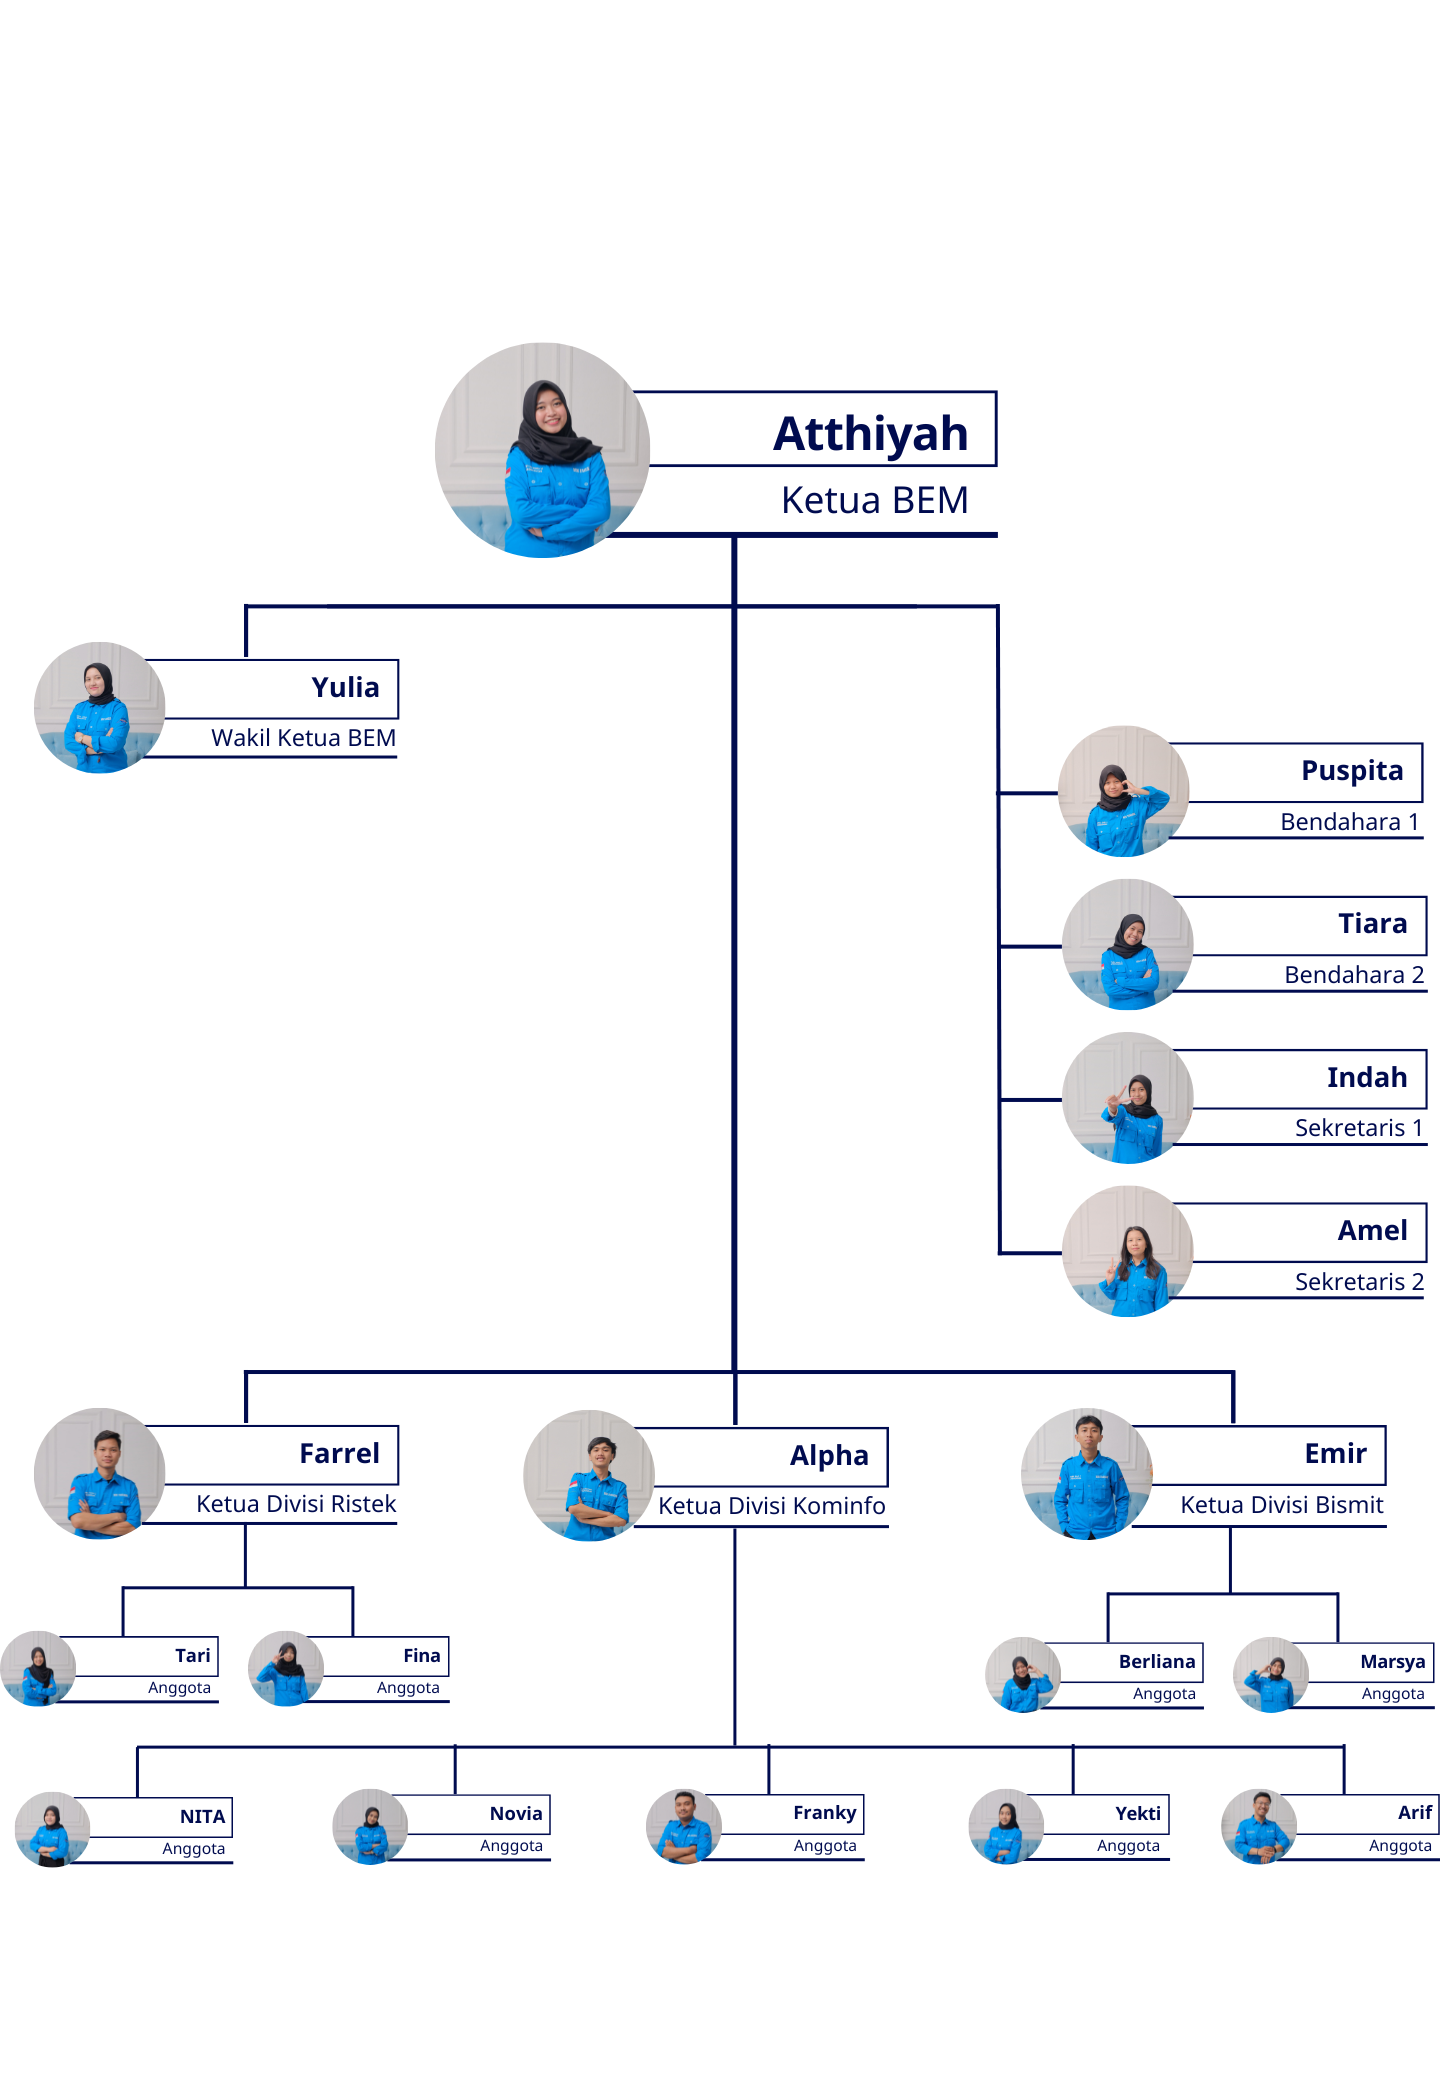 Atthiyah
Ketua BEM
Yulia
Wakil Ketua BEM
Puspita
Bendahara 1
Tiara
Bendahara 2
Indah
Sekretaris 1
Amel
Sekretaris 2
Farrel
Ketua Divisi Ristek
Alpha
Ketua Divisi Kominfo
Emir
Ketua Divisi Bismit
Tari
Anggota
Fina
Anggota
Berliana
Anggota
Marsya
Anggota
NITA
Anggota
Novia
Anggota
Franky
Anggota
Yekti
Anggota
Arif
Anggota